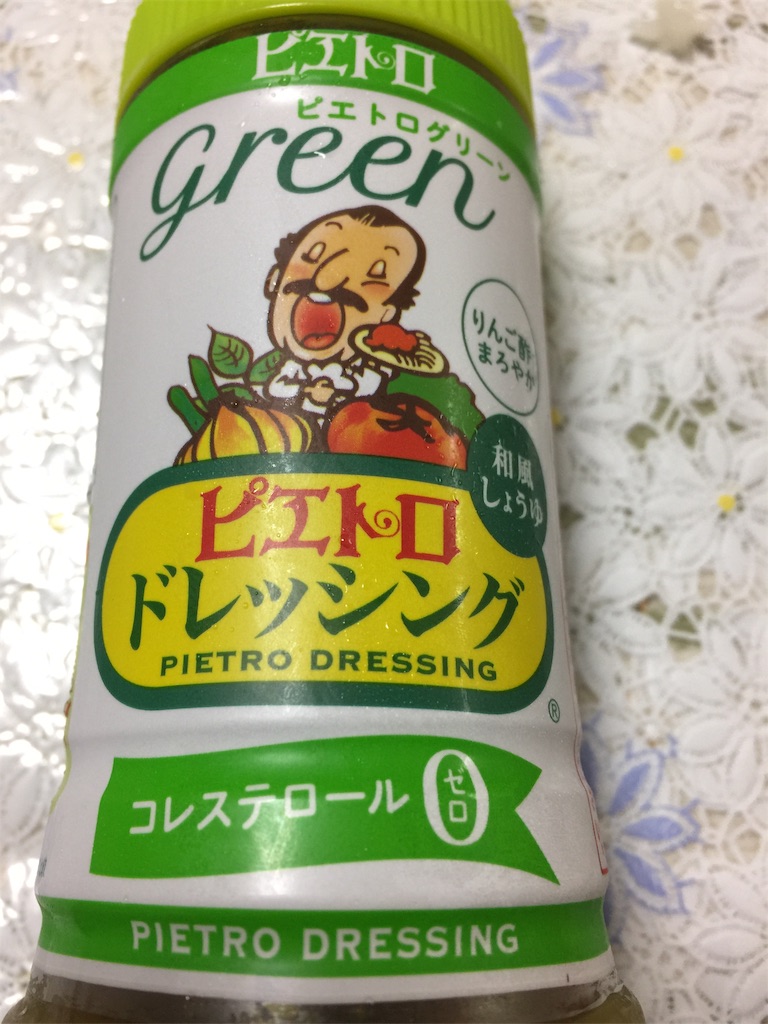 ピエトロ
ピエトログリーン
green
りんご酢で
まろやか
和風
しょうゆ
ピエトロ
ドレッシング
PIETRO DRESSING
®
コレステロール0
ゼロ
PIETRO DRESSING